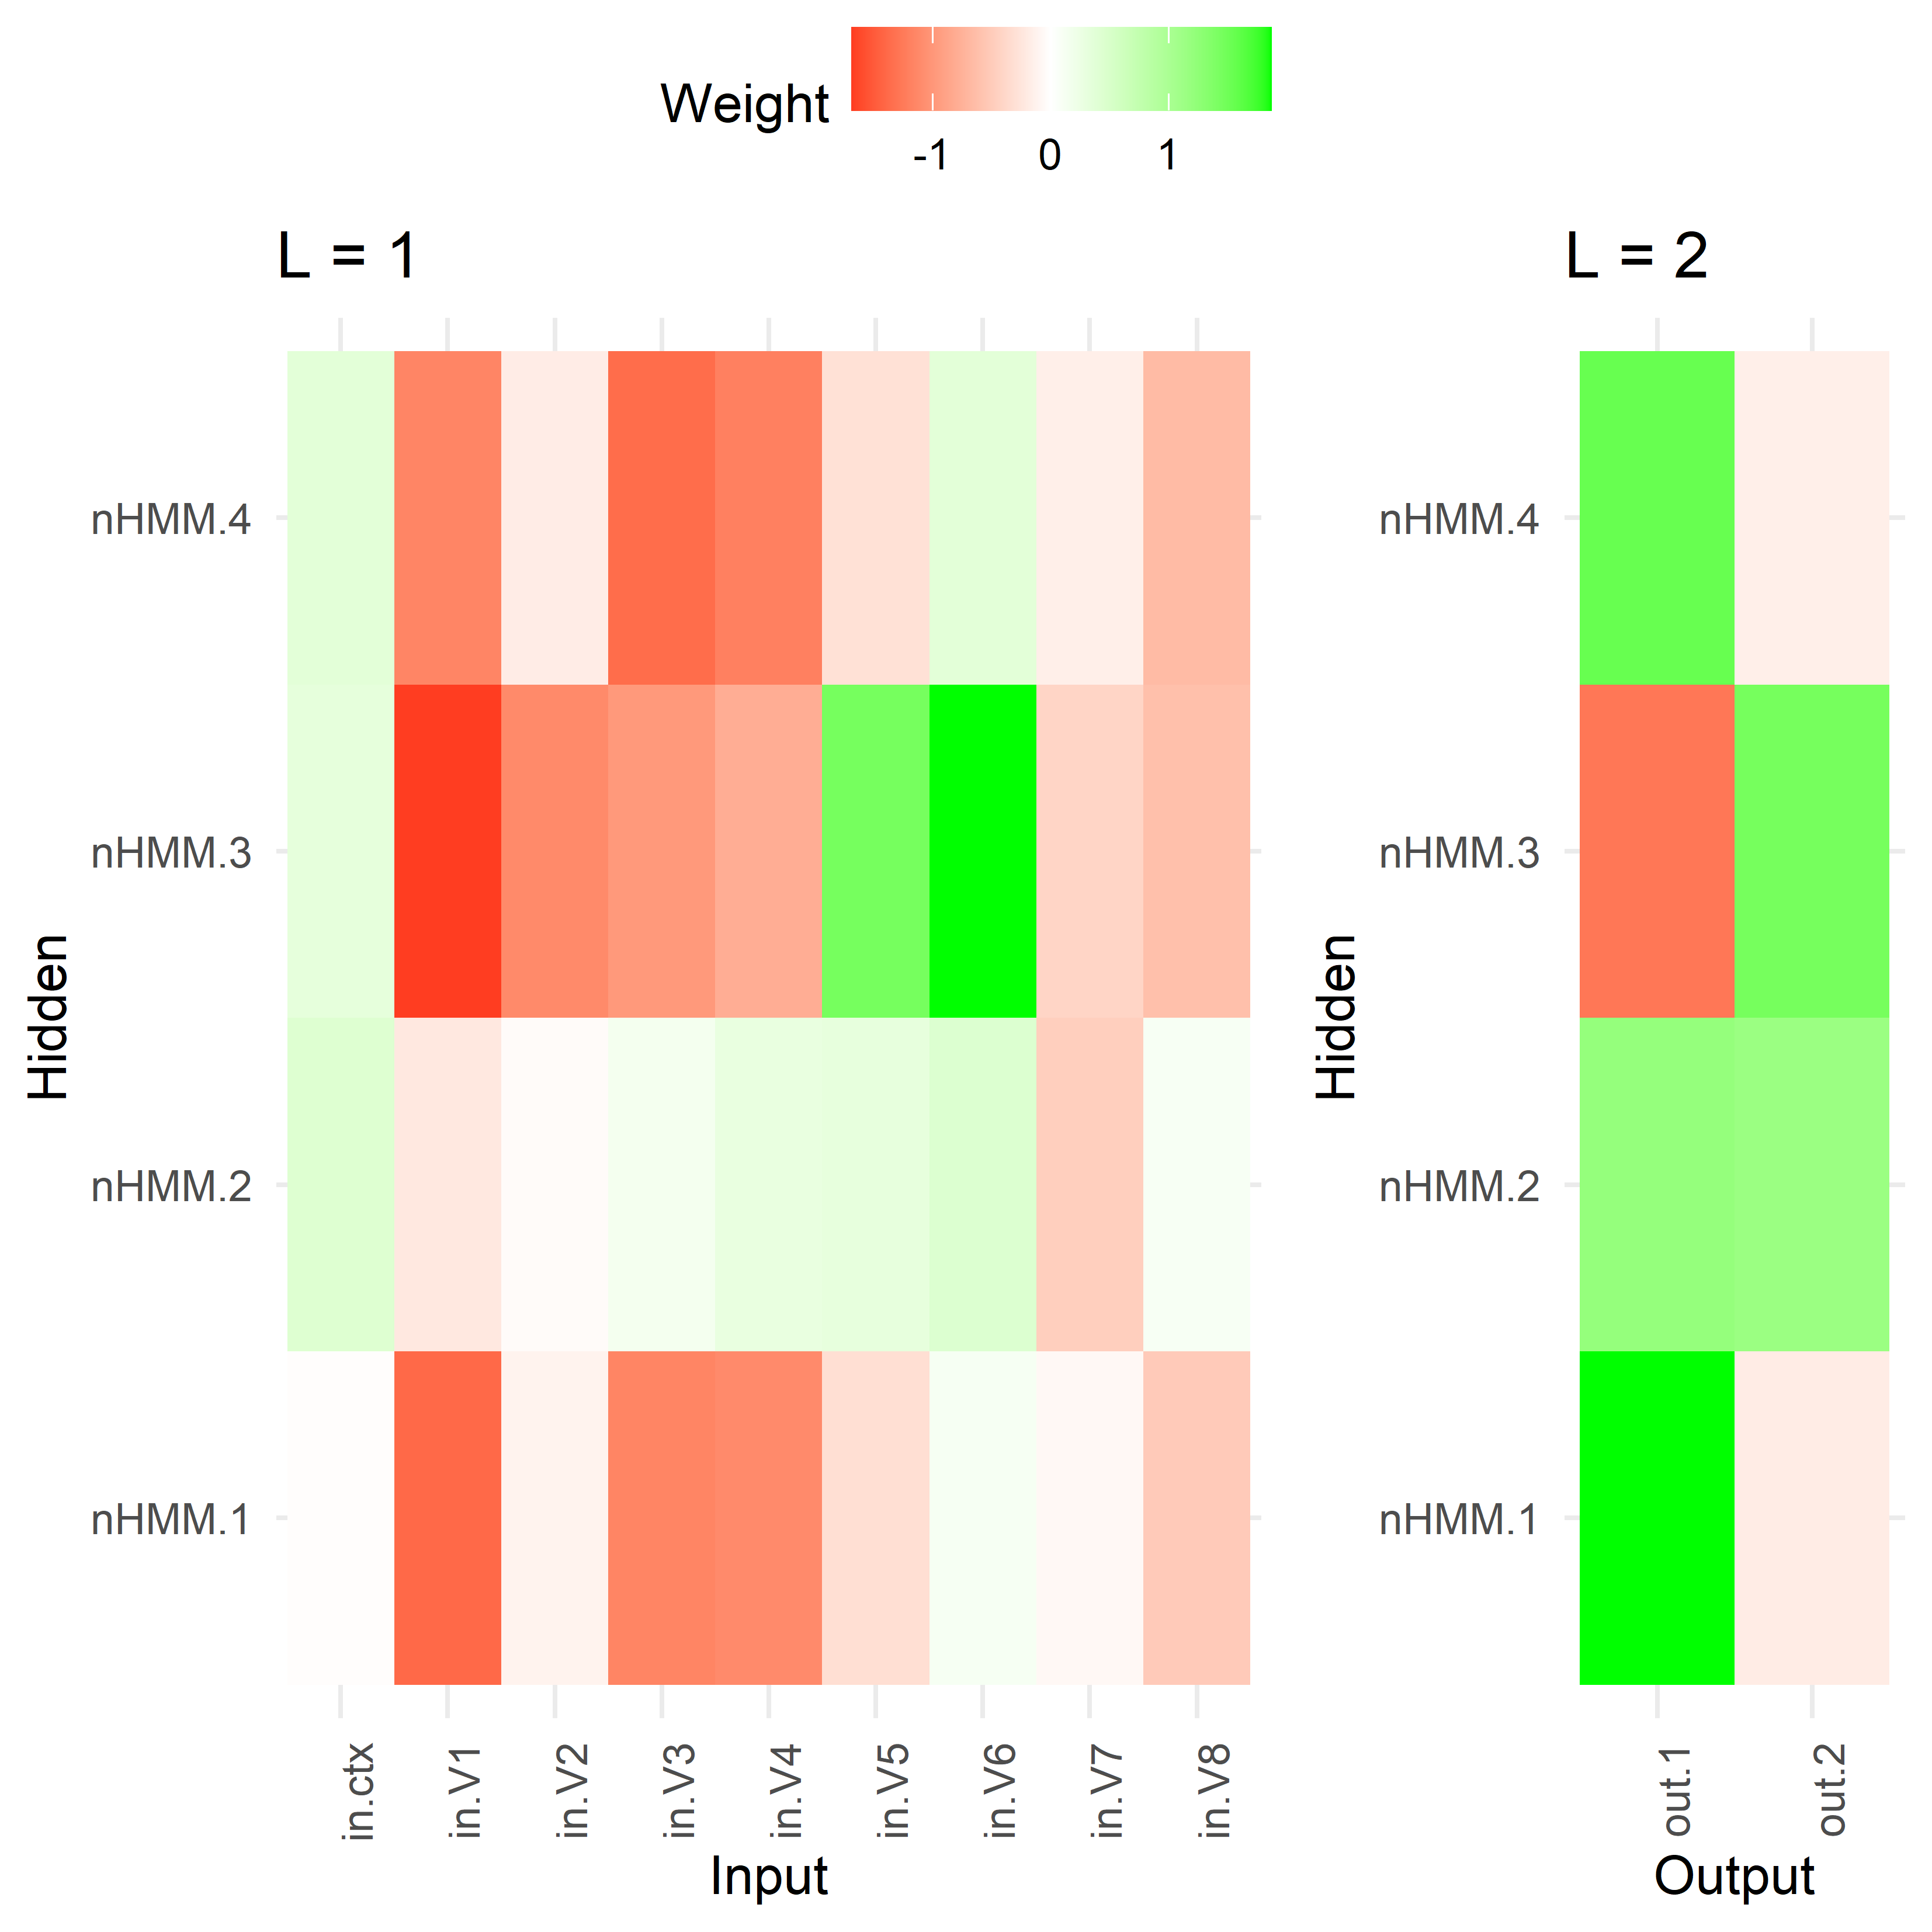 Weight
-1 0 1
L = 1
L = 2
nHMM.4
nHMM.3
nHMM.2
nHMM.1
Hidden
in.ctx
in.V1
in.V2
in.V3
in.V4
in.V5
in.V6
in.V7
in.V8
Input
nHMM.4
nHMM.3
nHMM.2
nHMM.1
Hidden
out.1
out.2
Output